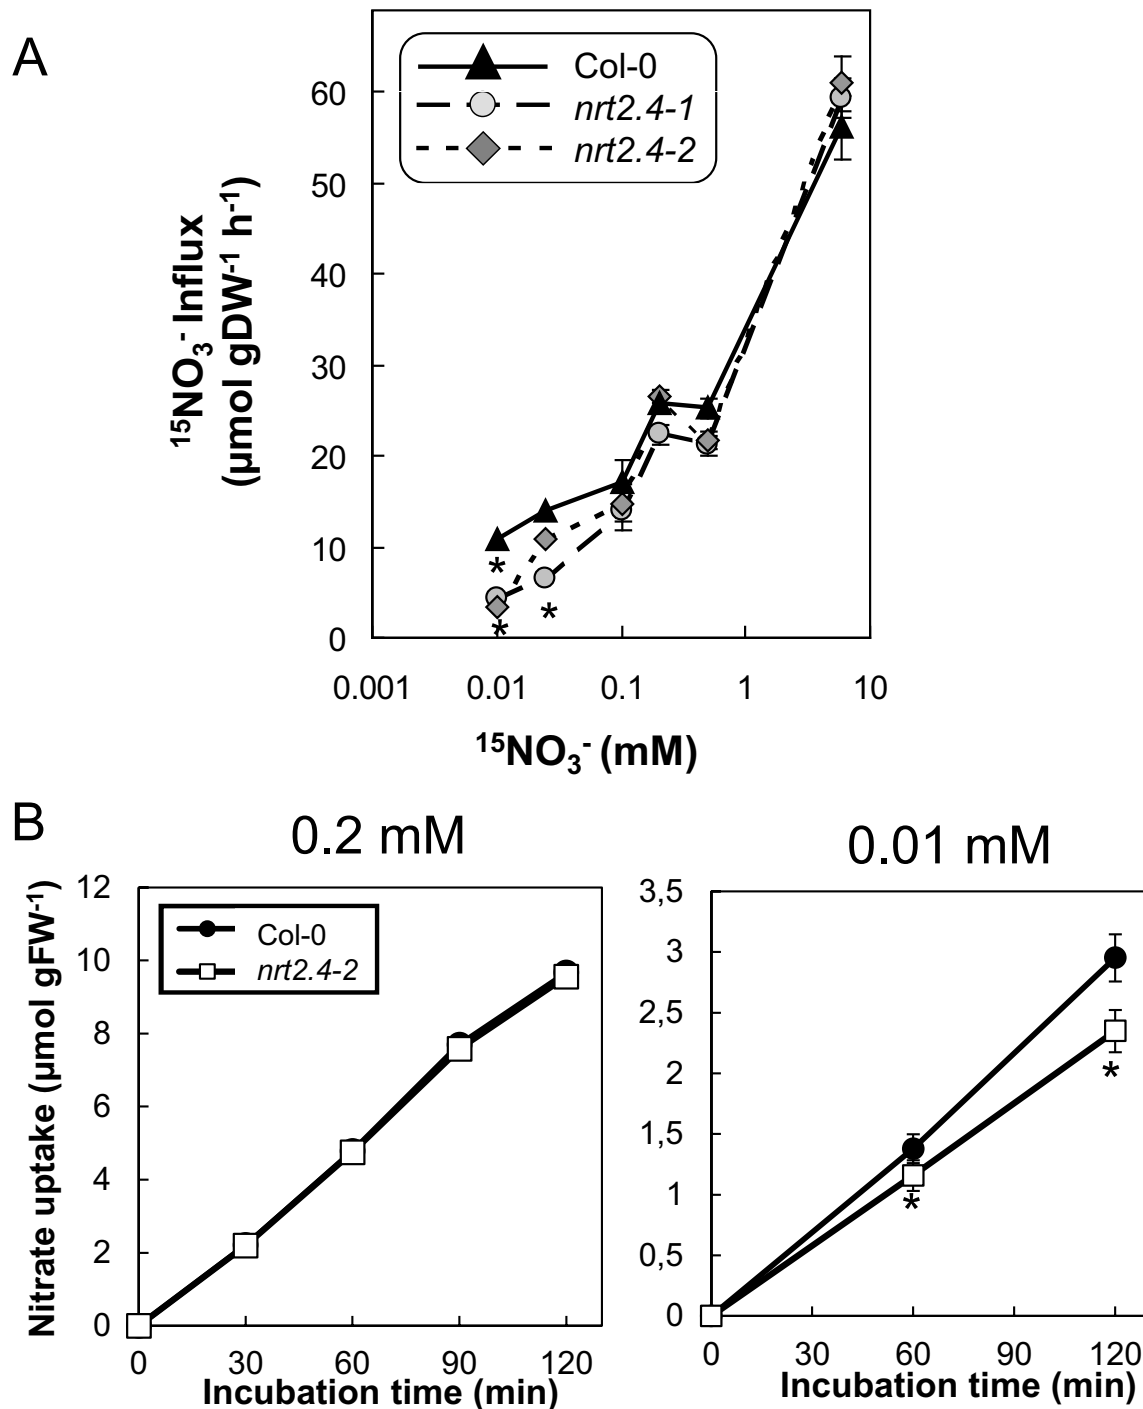 A
Col-0
nrt2.4-1
nrt2.4-2
¹⁵NO₃⁻ Influx
(µmol gDW⁻¹ h⁻¹)
60
50
40
30
20
10
0
*
*
*
0.001 0.01 0.1 1 10
¹⁵NO₃⁻ (mM)
B
0.2 mM
Nitrate uptake (µmol gFW⁻¹)
12
10
8
6
4
2
0
Col-0
nrt2.4-2
0 30 60 90 120
Incubation time (min)
0.01 mM
3,5
3
2,5
2
1,5
1
0,5
0
*
*
0 30 60 90 120
Incubation time (min)